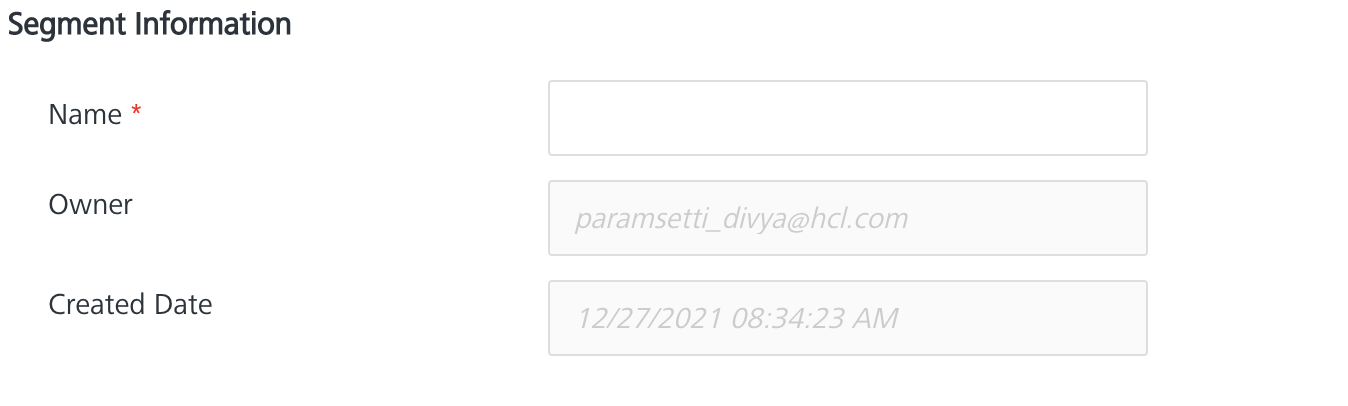 Segment Information
Name *
Owner
paramsetti_divya@hcl.com
Created Date
12/27/2021 08:34:23 AM